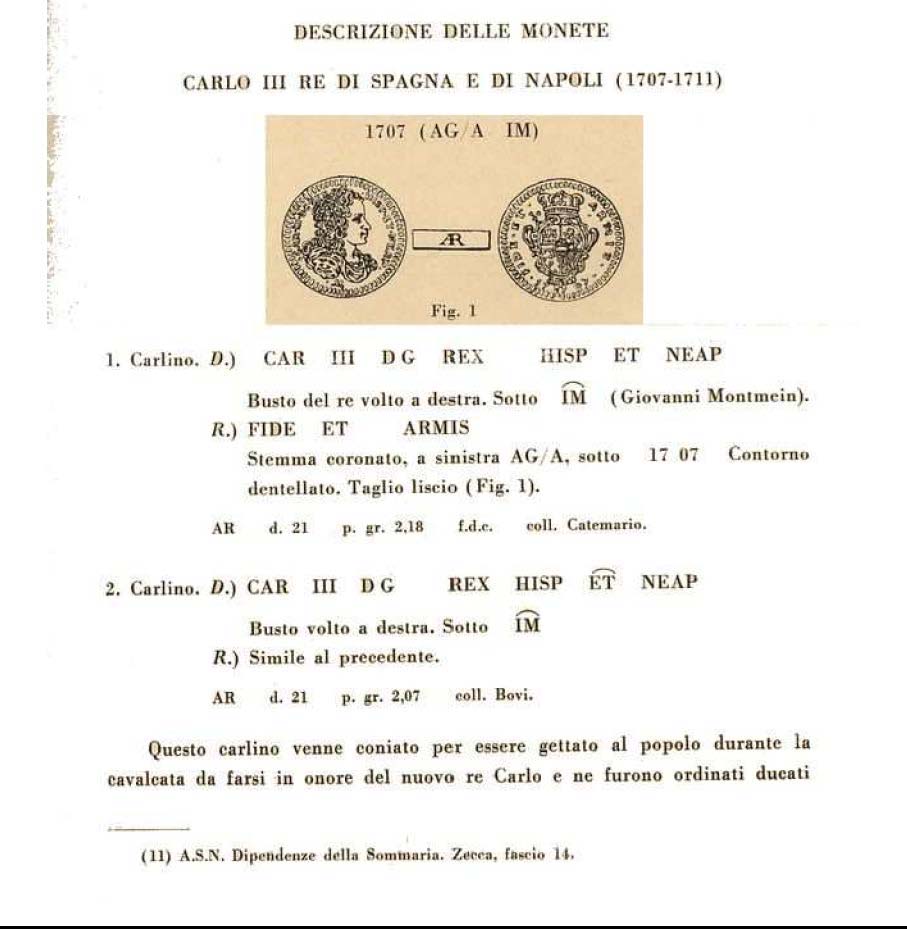 DESCRIZIONE DELLE MONETE
CARLO III RE DI SPAGNA E DI NAPOLI (1707-1711)
1707 (AG/A IM)
AR
Fig. 1
1. Carlino. D.) CAR III D G REX HISP ET NEAP
Busto del re volto a destra. Sotto IM (Giovanni Montmein).
R.) FIDE ET ARMIS
Stemma coronato, a sinistra AG/A, sotto 17 07 Contorno
dentellato. Taglio liscio (Fig. 1).
AR d. 21 p. gr. 2,18 f.d.c. coll. Catemario.
2. Carlino. D.) CAR III D G REX HISP ET NEAP
Busto volto a destra. Sotto IM
R.) Simile al precedente.
AR d. 21 p. gr. 2,07 coll. Bovi.
Questo carlino venne coniato per essere gettato al popolo durante la
cavalcata da farsi in onore del nuovo re Carlo e ne furono ordinati ducati
(11) A.S.N. Dipendenze della Sommaria. Zecca, fascio 14.